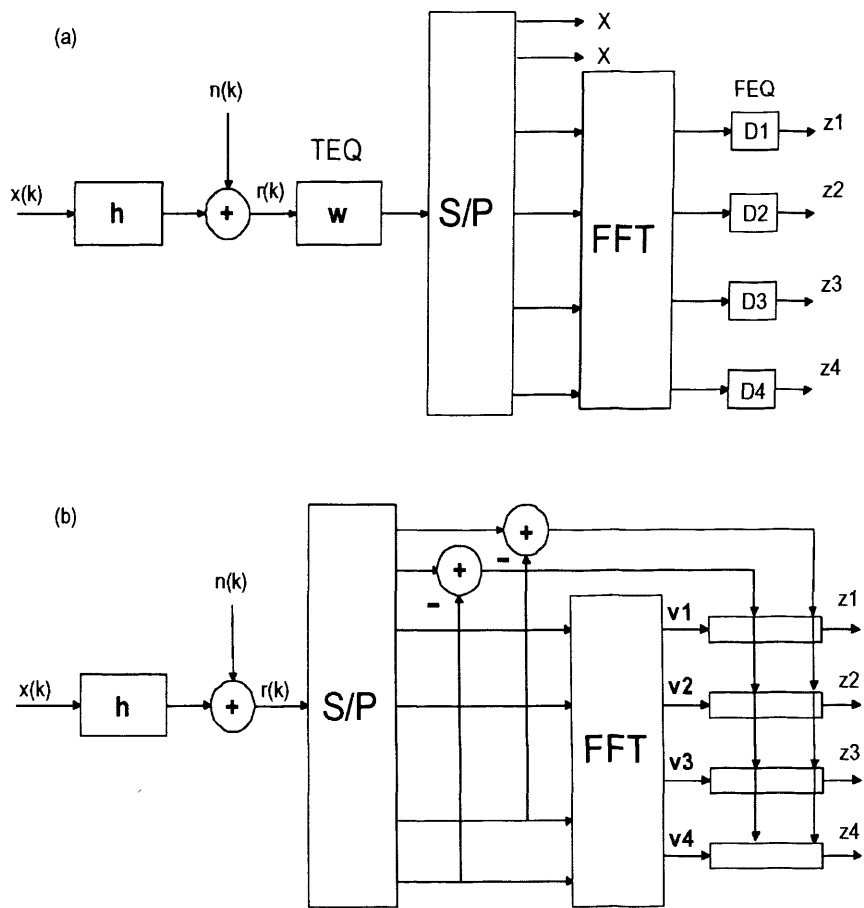 (a)
X
X
n(k)
FEQ
TEQ
D1
z1
x(k)
h
+
r(k)
w
S/P
FFT
D2
z2
D3
z3
D4
z4
(b)
+
–
+
–
n(k)
v1
z1
x(k)
h
+
r(k)
S/P
FFT
v2
z2
v3
z3
v4
z4